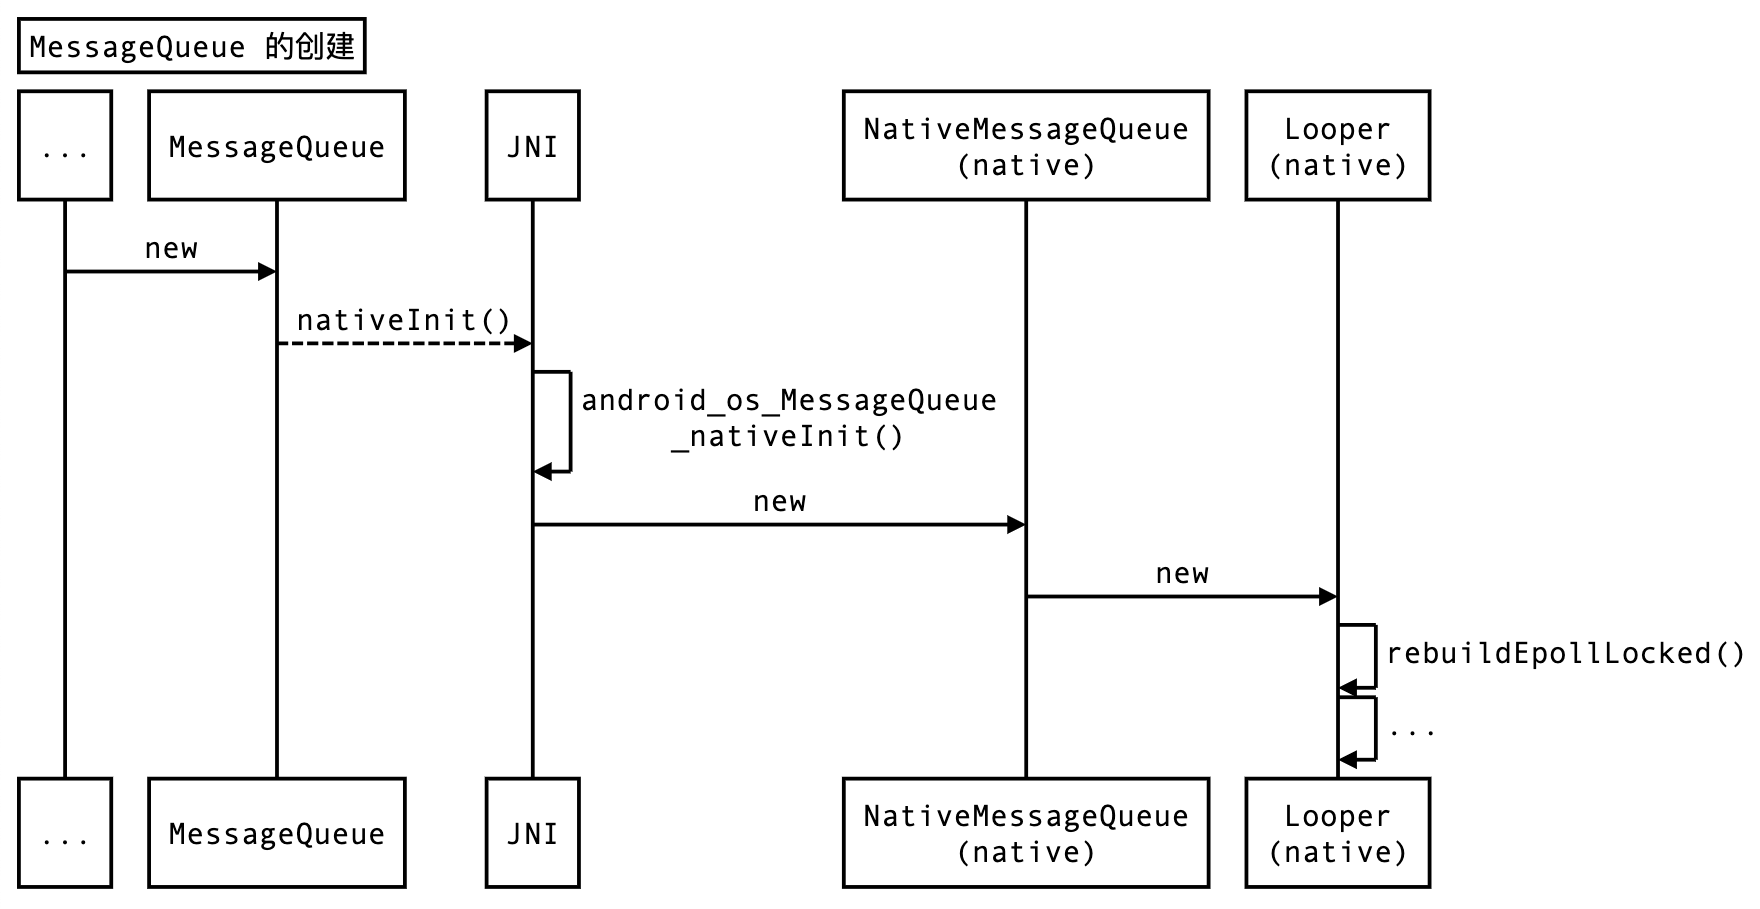 MessageQueue 的创建
...
MessageQueue
JNI
NativeMessageQueue
(native)
Looper
(native)
new
nativeInit()
android_os_MessageQueue
_nativeInit()
new
new
rebuildEpollLocked()
...
...
MessageQueue
JNI
NativeMessageQueue
(native)
Looper
(native)